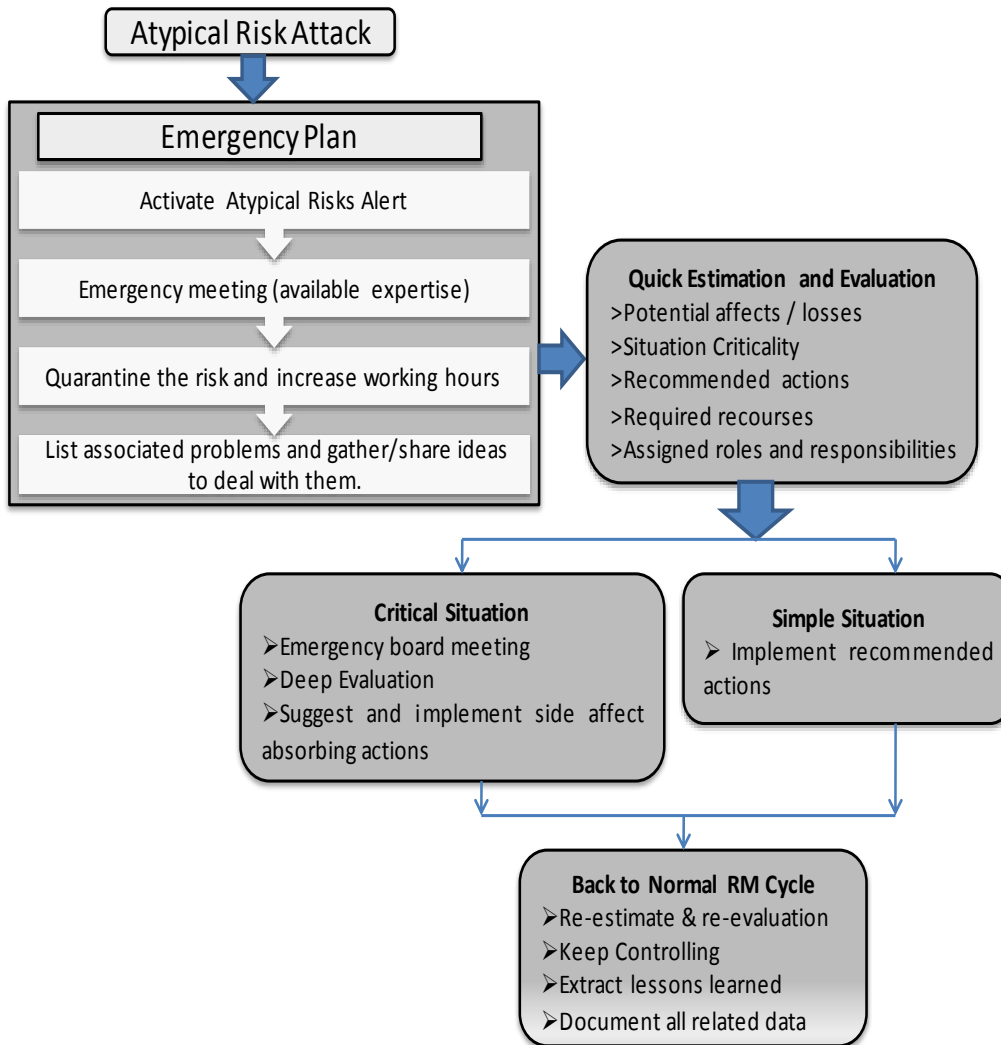 Atypical Risk Attack
Emergency Plan
Activate Atypical Risks Alert
Emergency meeting (available expertise)
Quarantine the risk and increase working hours
List associated problems and gather/share ideas
to deal with them.
Quick Estimation and Evaluation
>Potential affects / losses
>Situation Criticality
>Recommended actions
>Required recourses
>Assigned roles and responsibilities
Critical Situation
➢Emergency board meeting
➢Deep Evaluation
➢Suggest and implement side affect
absorbing actions
Simple Situation
➢ Implement recommended
actions
Back to Normal RM Cycle
➢Re-estimate & re-evaluation
➢Keep Controlling
➢Extract lessons learned
➢Document all related data